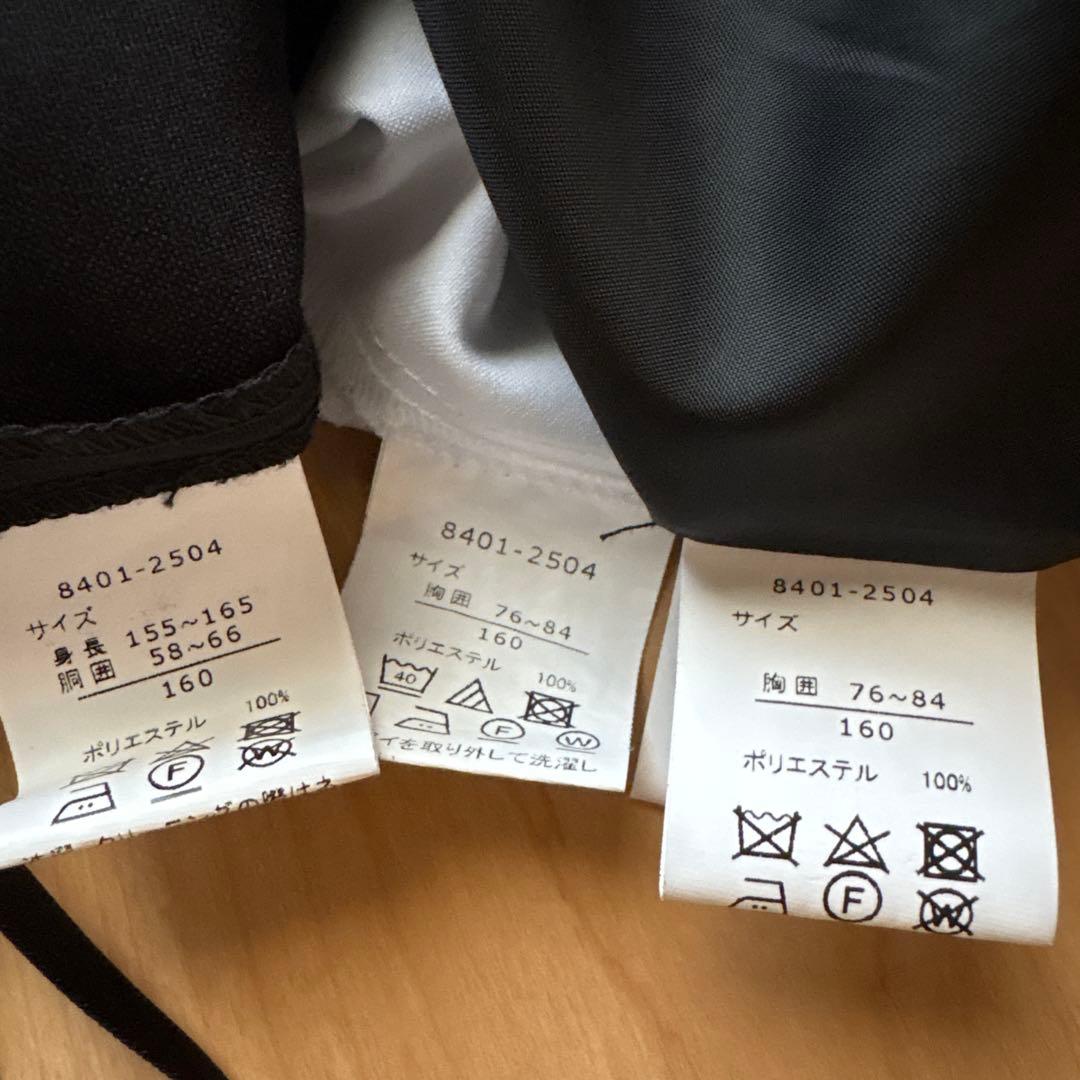 8401-2504
サイズ
身長 155~165
胴囲 58~66
160
ポリエステル 100%
F
W
8401-2504
サイズ
胸囲 76~84
160
ポリエステル 100%
40
F
W
イを取り外して洗濯し
8401-2504
サイズ
胸囲 76~84
160
ポリエステル 100%
F
W